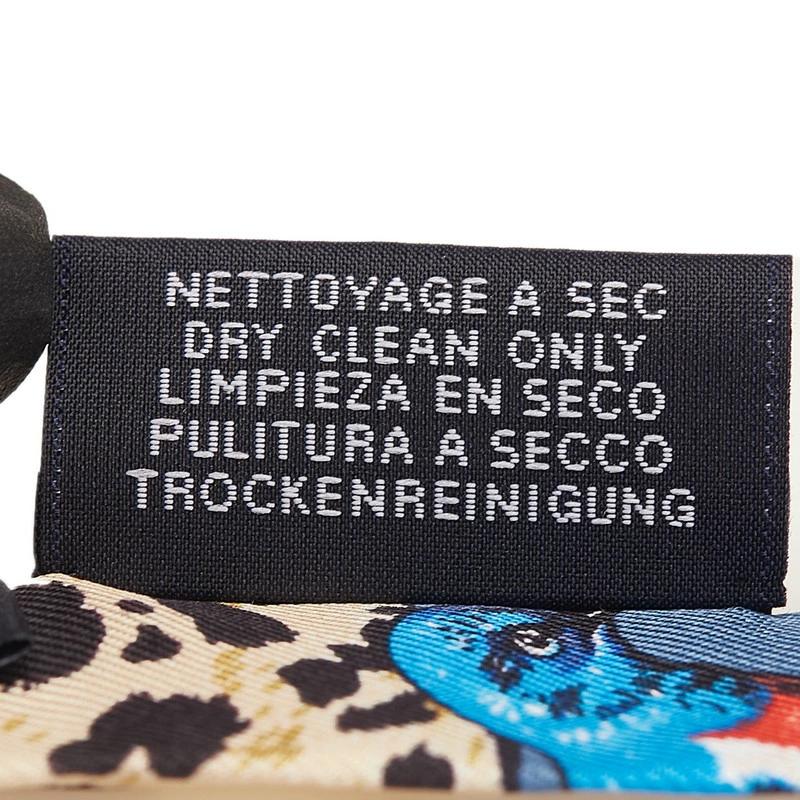 NETTOYAGE A SEC
DRY CLEAN ONLY
LIMPIEZA EN SECO
PULITURA A SECCO
TROCKENREINIGUNG